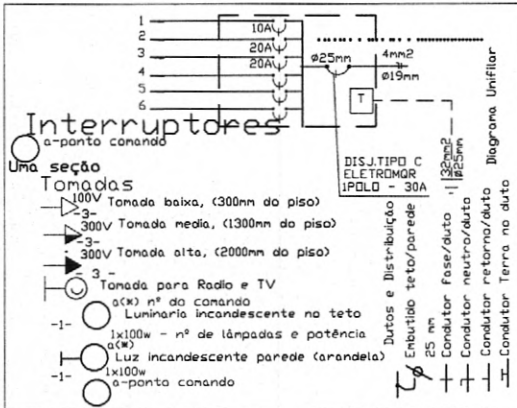 1
10A
2
20A
3
20A
4
5
6
Ø25mm
4mm2
Ø19mm
T
DISJ.TIPO C
ELETROMQR
1POLO - 30A
32mm2
Ø25mm
Diagrama Unifilar
Interruptores
a-ponto comando
Uma seção
Tomadas
100V Tomada baixa, (300mm do piso)
-3-
300V Tomada media, (1300mm do piso)
-3-
300V Tomada alta, (2000mm do piso)
- 3 -
Tomada para Radio e TV
a(*) nº do comando
Luminaria incandescente no teto
-1-
1x100w - nº de lâmpadas e potência
a(*)
Luz incandescente parede (arandela)
-1-
1x100w
a-ponto comando
Dutos e Distribuição
Embutido teto/parede
25 mm
Condutor fase/duto
Condutor neutro/duto
Condutor retorno/duto
Condutor Terra no duto